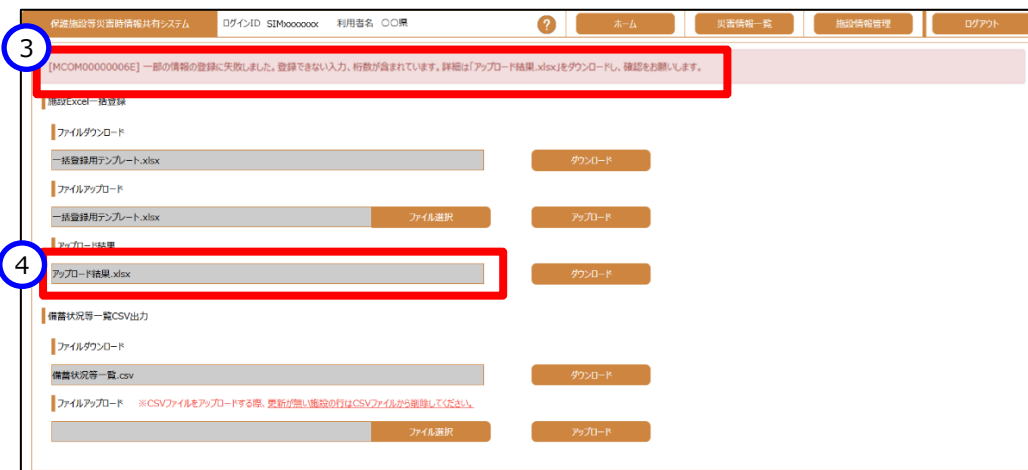 保護施設等災害時情報共有システム ログインID SIMxxxxxxx 利用者名 〇〇県 ? ホーム 災害情報一覧 施設情報管理 ログアウト
3
[MCOM00000006E] 一部の情報の登録に失敗しました。登録できない入力、桁数が含まれています。詳細は「アップロード結果.xlsx」をダウンロードし、確認をお願いします。
施設Excel一括登録
ファイルダウンロード
一括登録用テンプレート.xlsx ダウンロード
ファイルアップロード
一括登録用テンプレート.xlsx ファイル選択 アップロード
アップロード結果
4
アップロード結果.xlsx ダウンロード
備蓄状況等一覧CSV出力
ファイルダウンロード
備蓄状況等一覧.csv ダウンロード
ファイルアップロード ※CSVファイルをアップロードする際、更新が無い施設の行はCSVファイルから削除してください。
ファイル選択 アップロード